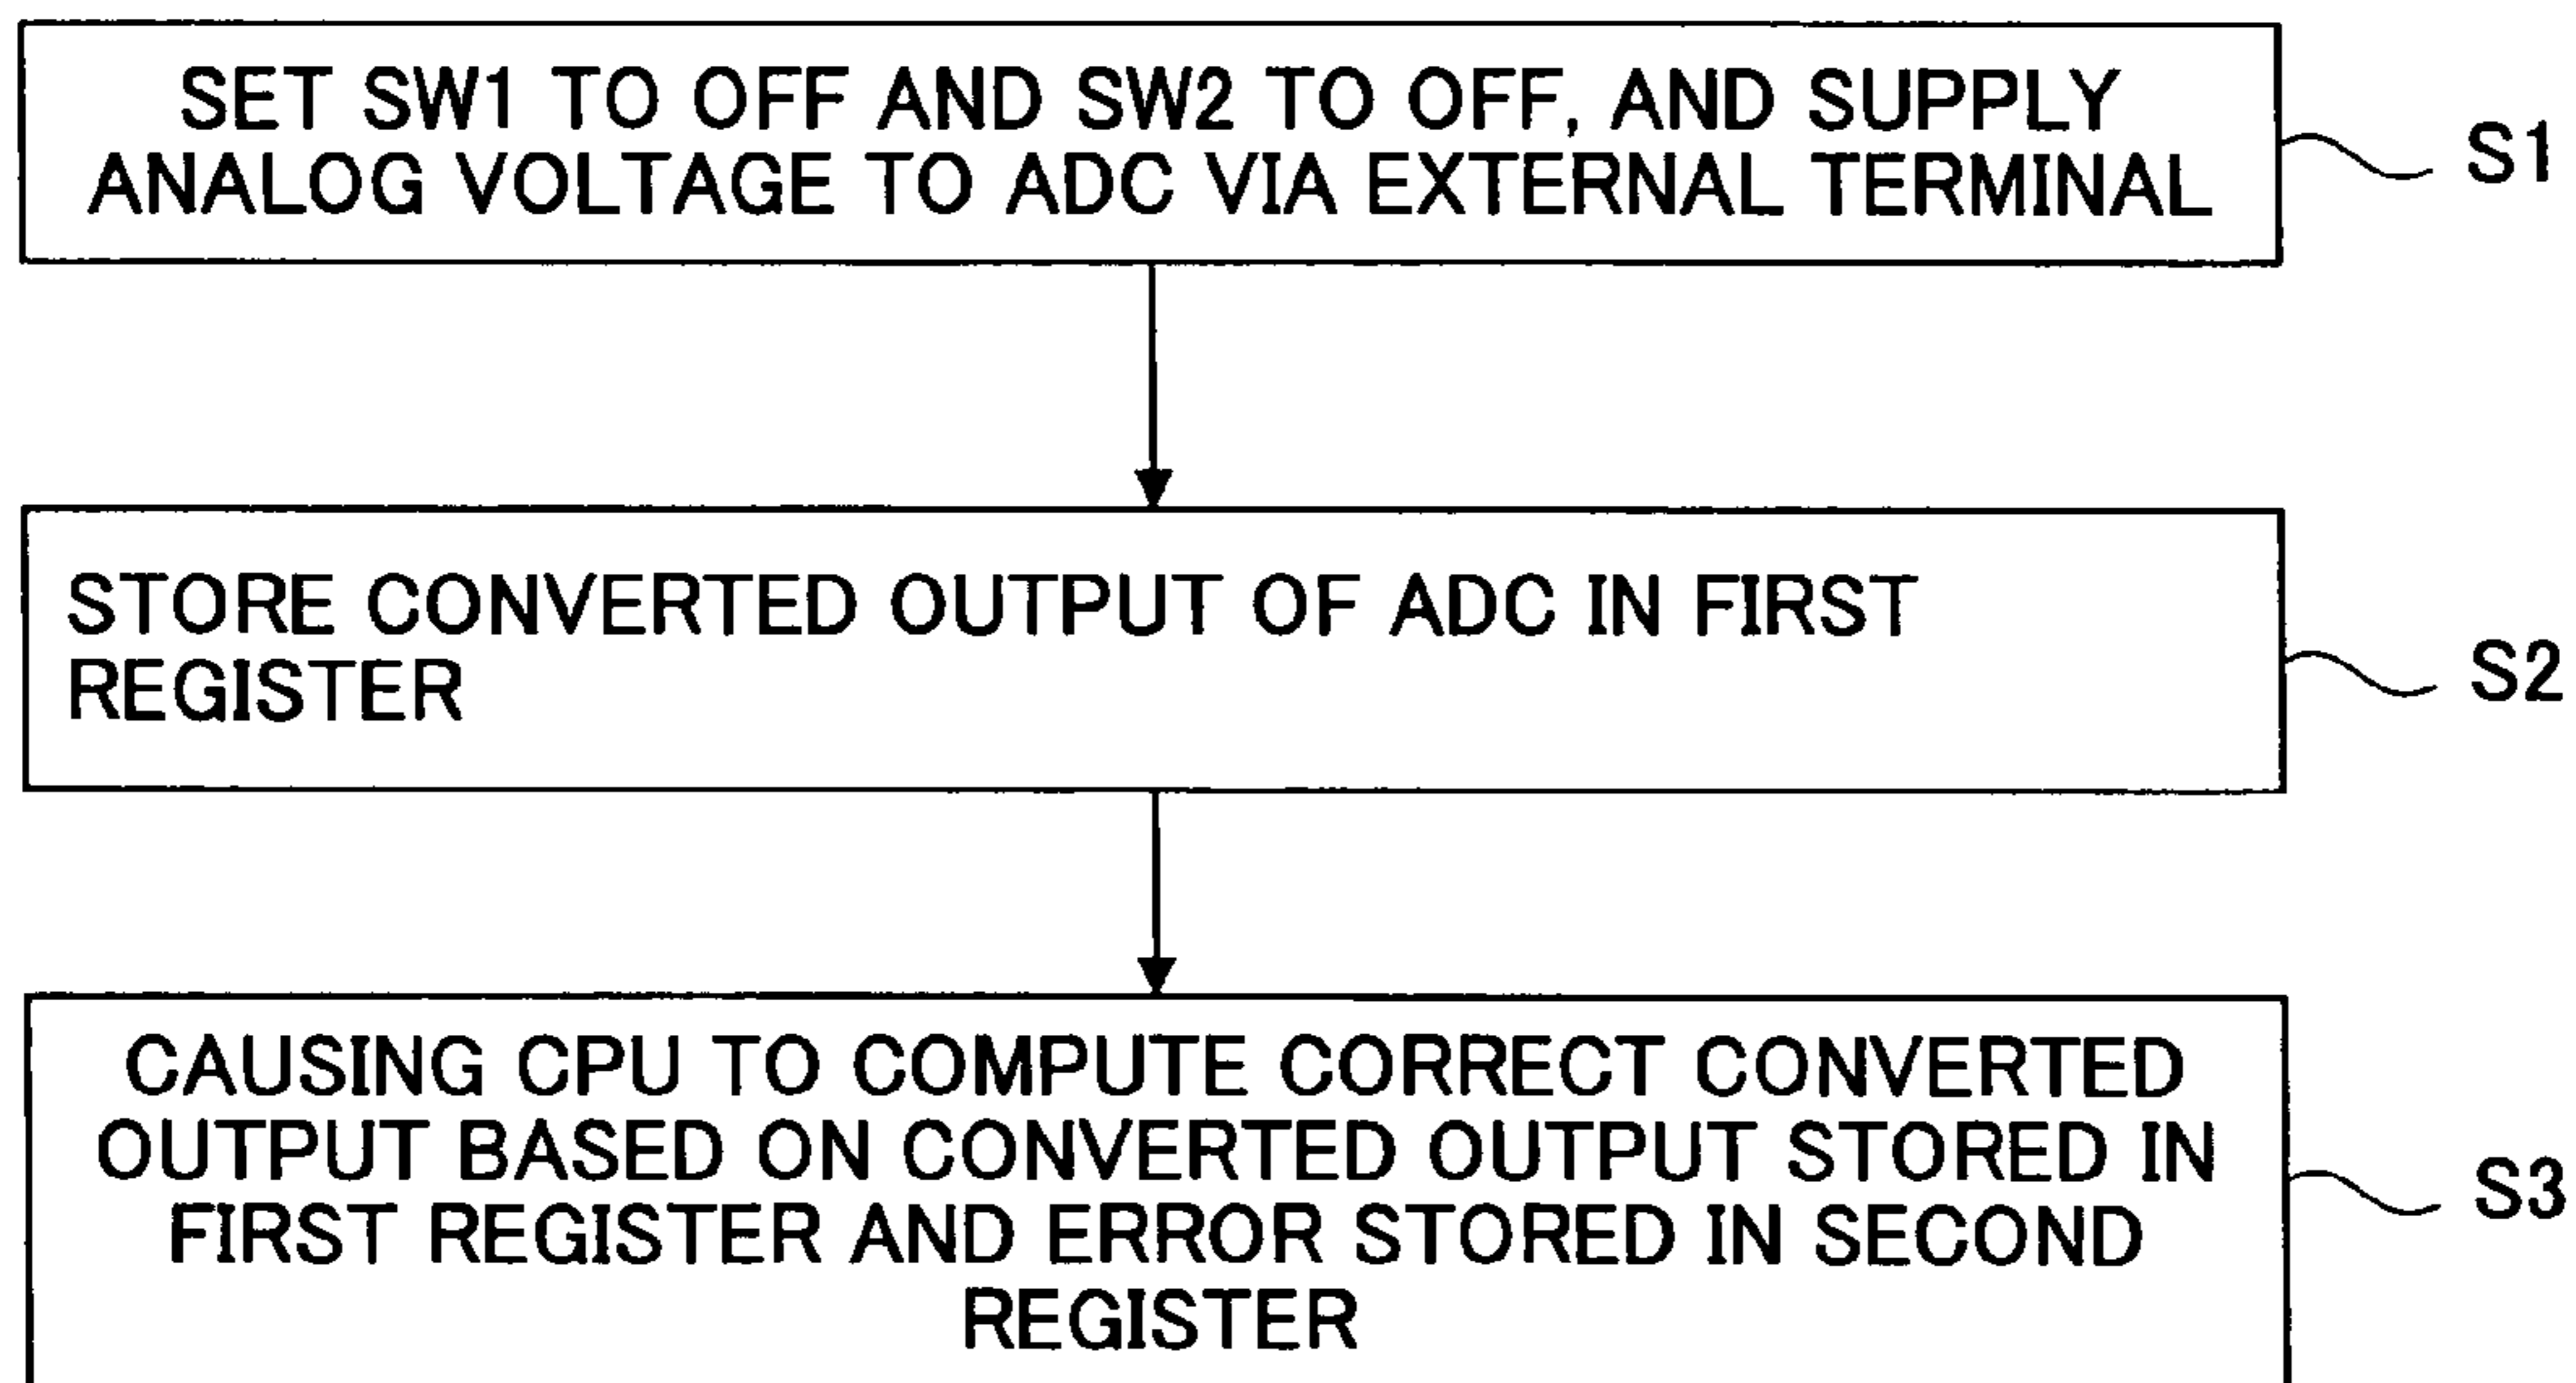 SET SW1 TO OFF AND SW2 TO OFF, AND SUPPLY
ANALOG VOLTAGE TO ADC VIA EXTERNAL TERMINAL
S1
STORE CONVERTED OUTPUT OF ADC IN FIRST
REGISTER
S2
CAUSING CPU TO COMPUTE CORRECT CONVERTED
OUTPUT BASED ON CONVERTED OUTPUT STORED IN
FIRST REGISTER AND ERROR STORED IN SECOND
REGISTER
S3